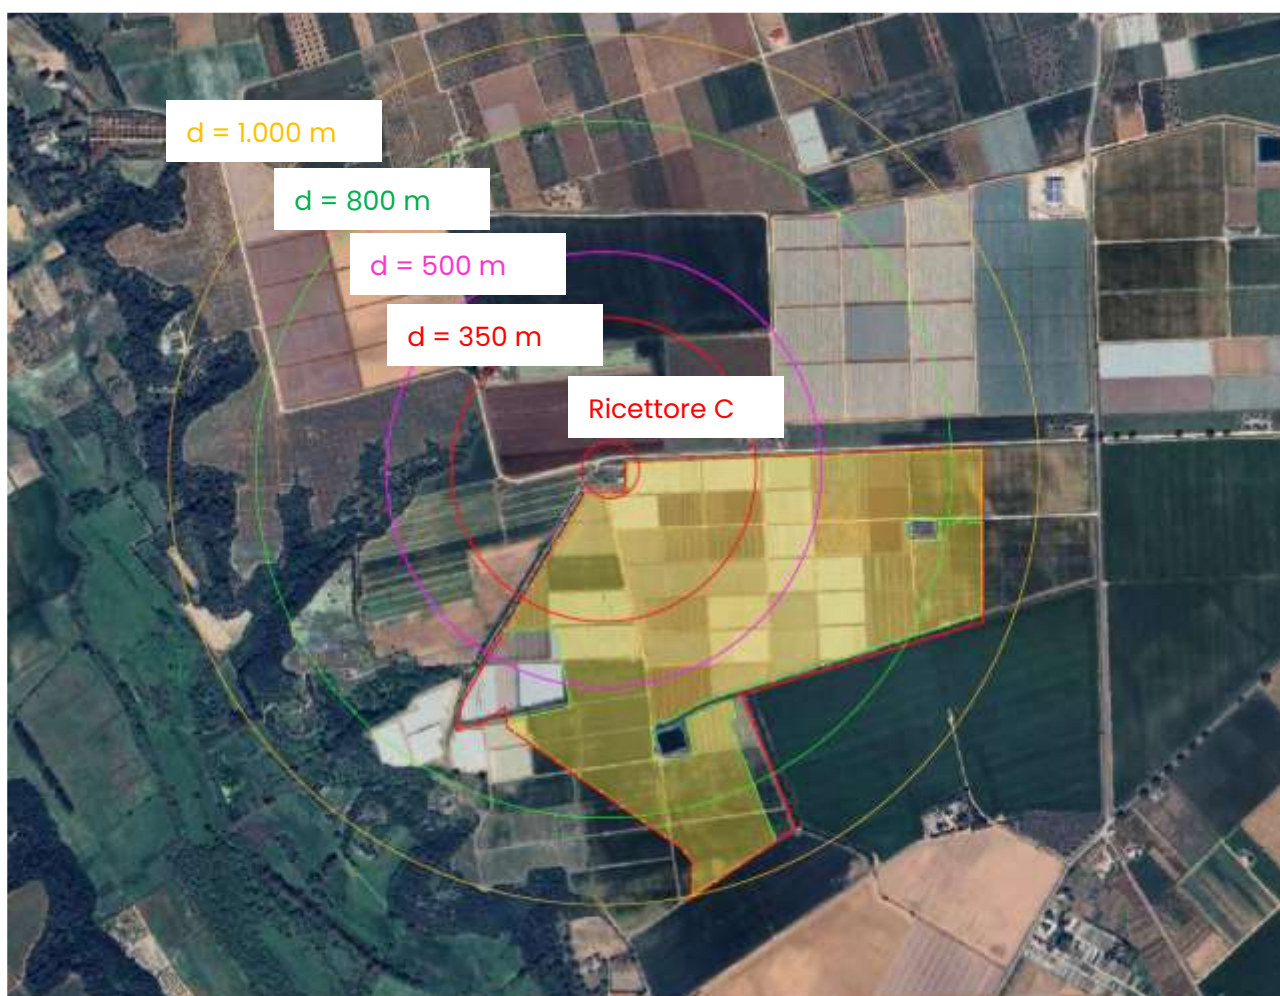 d = 1.000 m
d = 800 m
d = 500 m
d = 350 m
Ricettore C